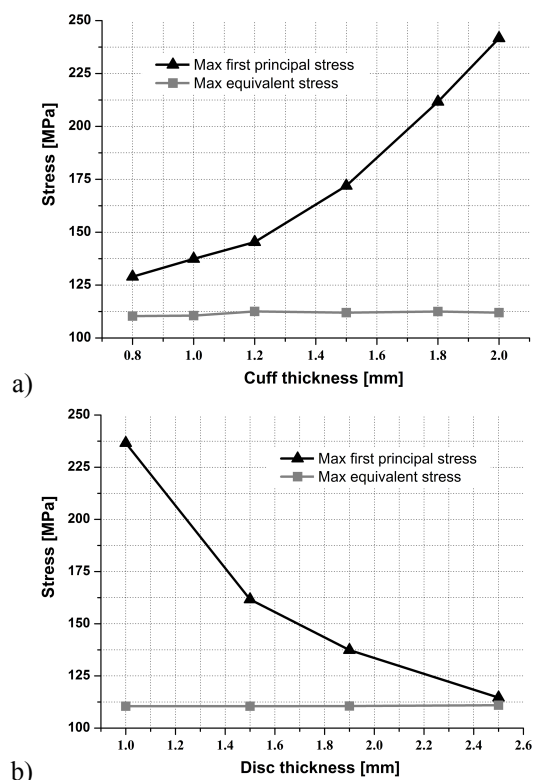 250
225
200
175
150
125
100
Stress [MPa]
Max first principal stress
Max equivalent stress
0.8 1.0 1.2 1.4 1.6 1.8 2.0
Cuff thickness [mm]
a)
250
225
200
175
150
125
100
Stress [MPa]
Max first principal stress
Max equivalent stress
1.0 1.2 1.4 1.6 1.8 2.0 2.2 2.4 2.6
Disc thickness [mm]
b)